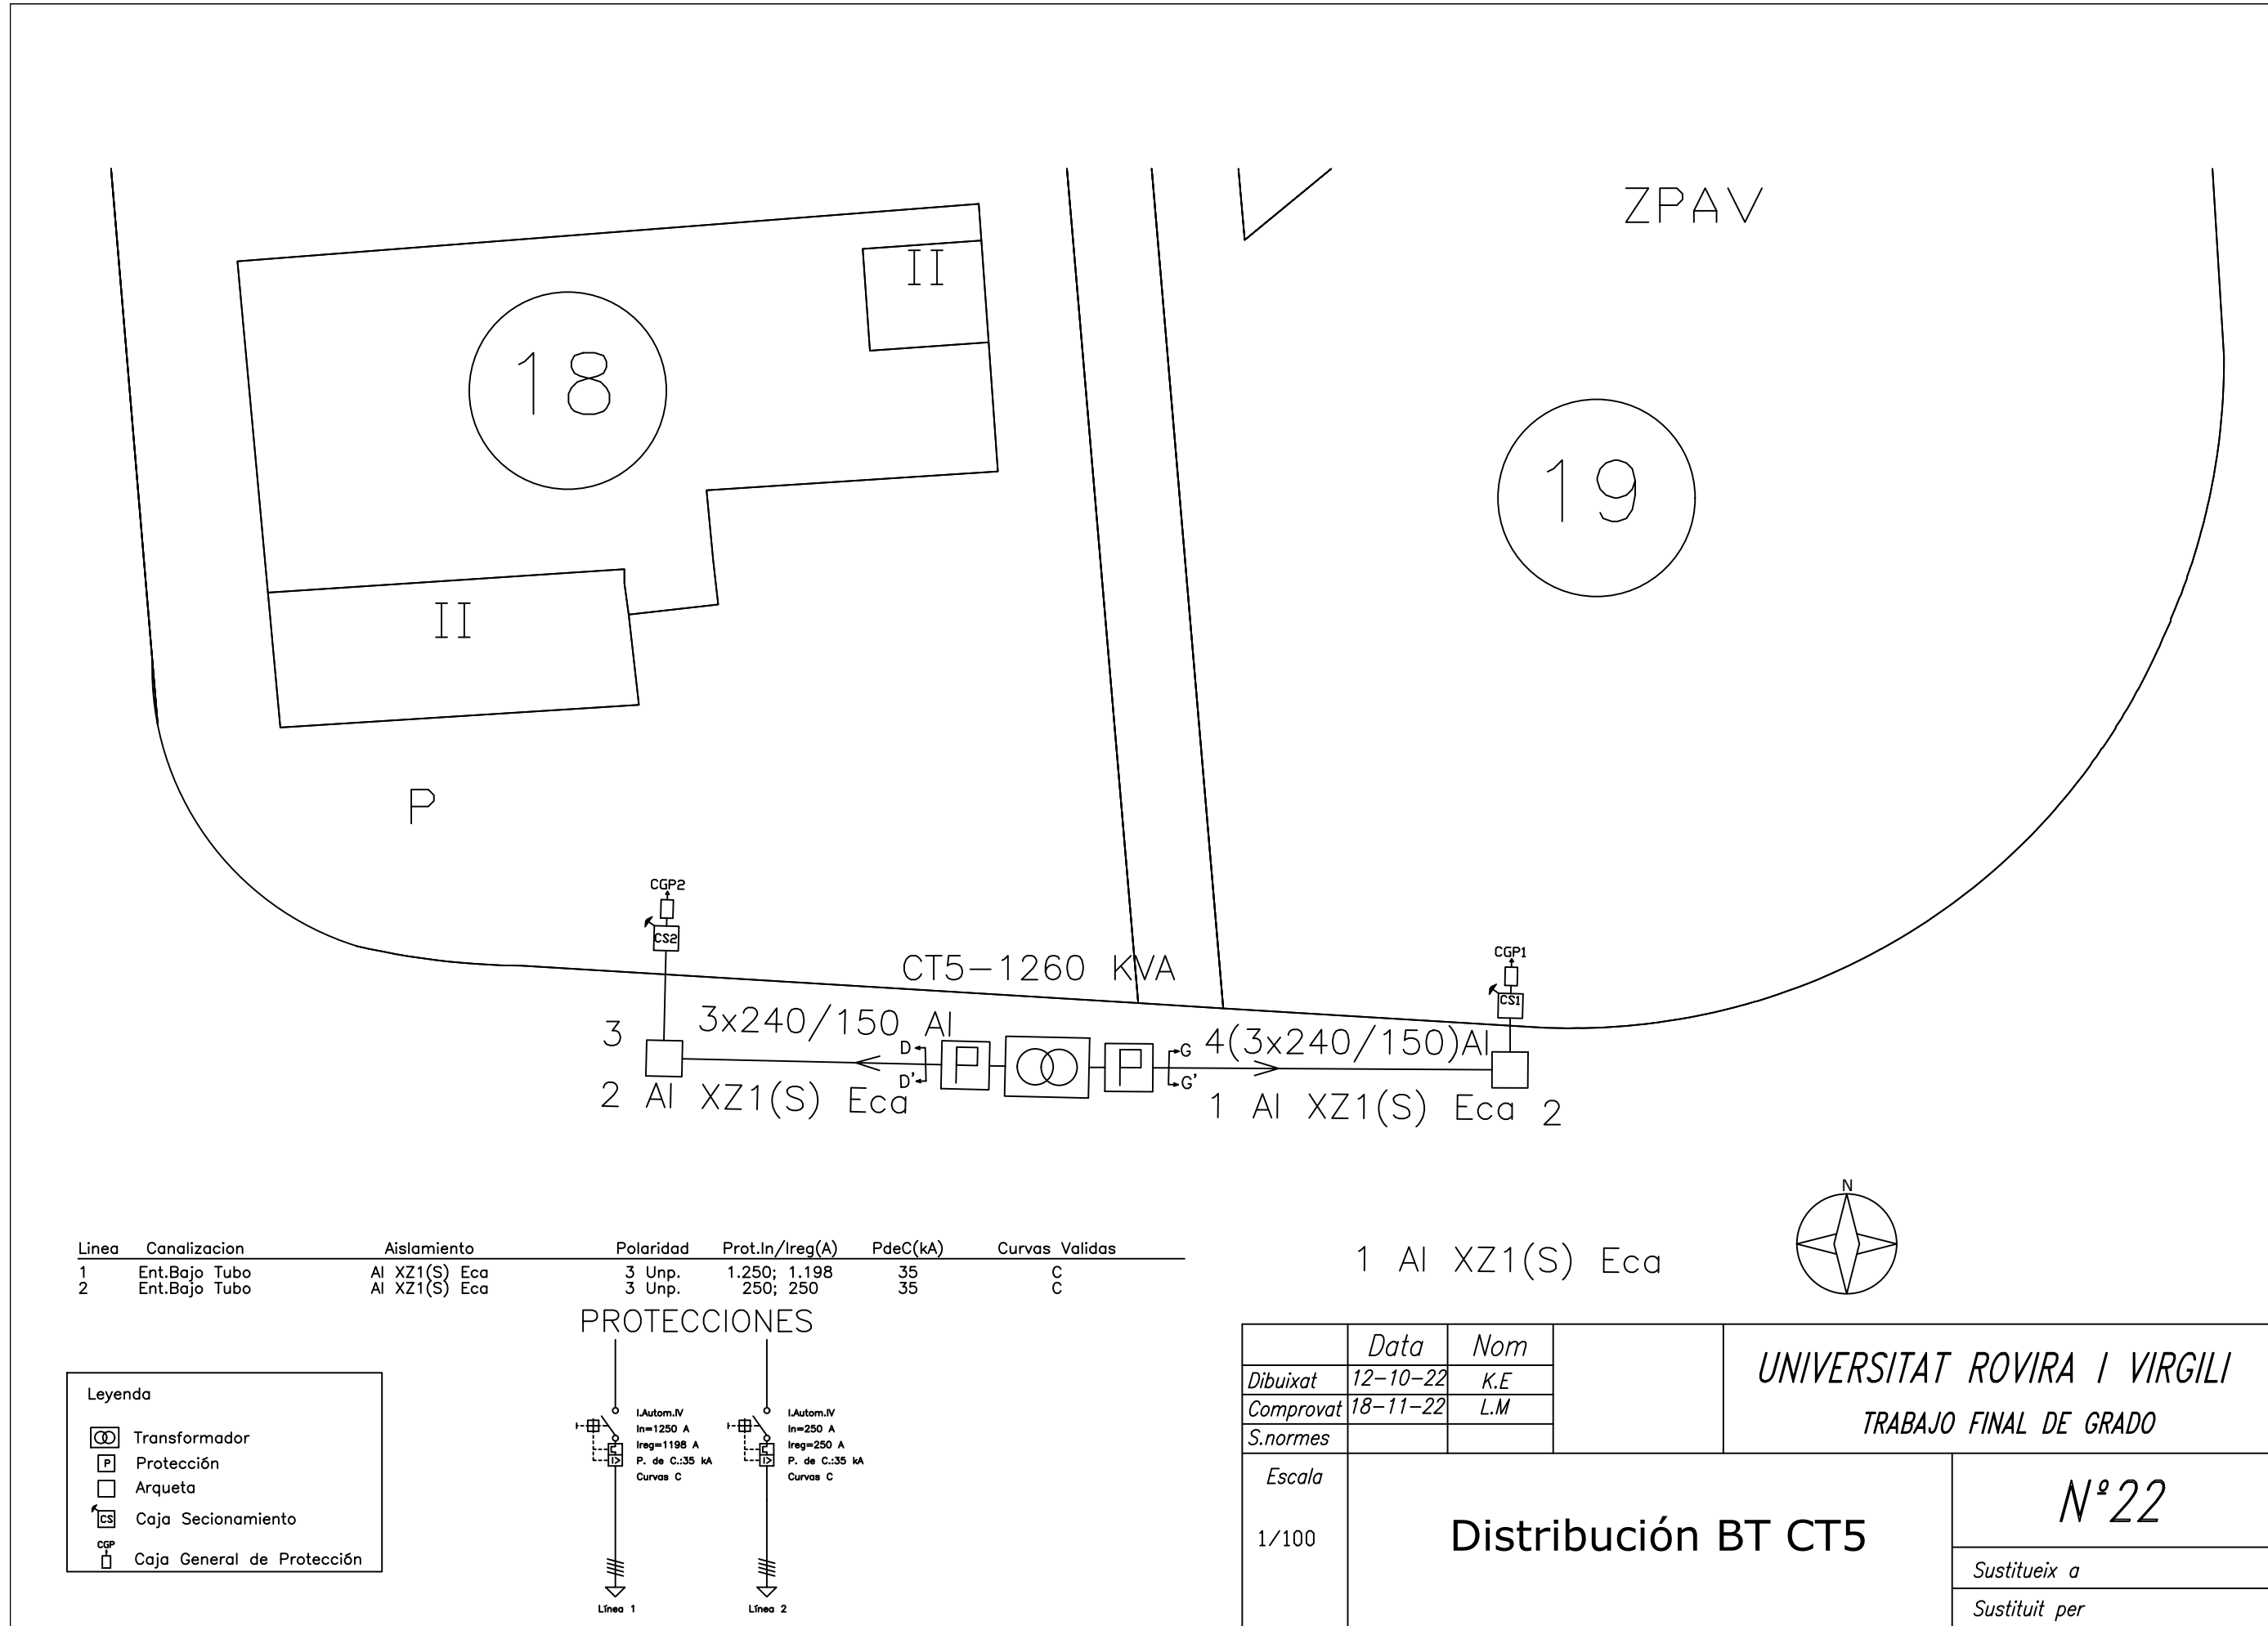 ZPAV
II
18
19
II
P
CGP2
CS2
CT5-1260 KVA
CGP1
CS1
3
3x240/150 Al
D
P
P
G
4(3x240/150)Al
D'
G'
2 Al XZ1(S) Eca
1 Al XZ1(S) Eca 2
N
Linea Canalizacion Aislamiento Polaridad Prot.In/Ireg(A) PdeC(kA) Curvas Validas
1 Ent.Bajo Tubo Al XZ1(S) Eca 3 Unp. 1.250; 1.198 35 C
2 Ent.Bajo Tubo Al XZ1(S) Eca 3 Unp. 250; 250 35 C
1 Al XZ1(S) Eca
PROTECCIONES
I.Autom.IV
In=1250 A
Ireg=1198 A
P. de C.:35 kA
Curvas C
Línea 1
I.Autom.IV
In=250 A
Ireg=250 A
P. de C.:35 kA
Curvas C
Línea 2
I>
I>
Leyenda
Transformador
P Protección
Arqueta
CS Caja Secionamiento
CGP
Caja General de Protección
Data Nom
Dibuixat 12-10-22 K.E
Comprovat 18-11-22 L.M
S.normes
UNIVERSITAT ROVIRA I VIRGILI
TRABAJO FINAL DE GRADO
Escala
1/100
Distribución BT CT5
Nº22
Sustitueix a
Sustituit per